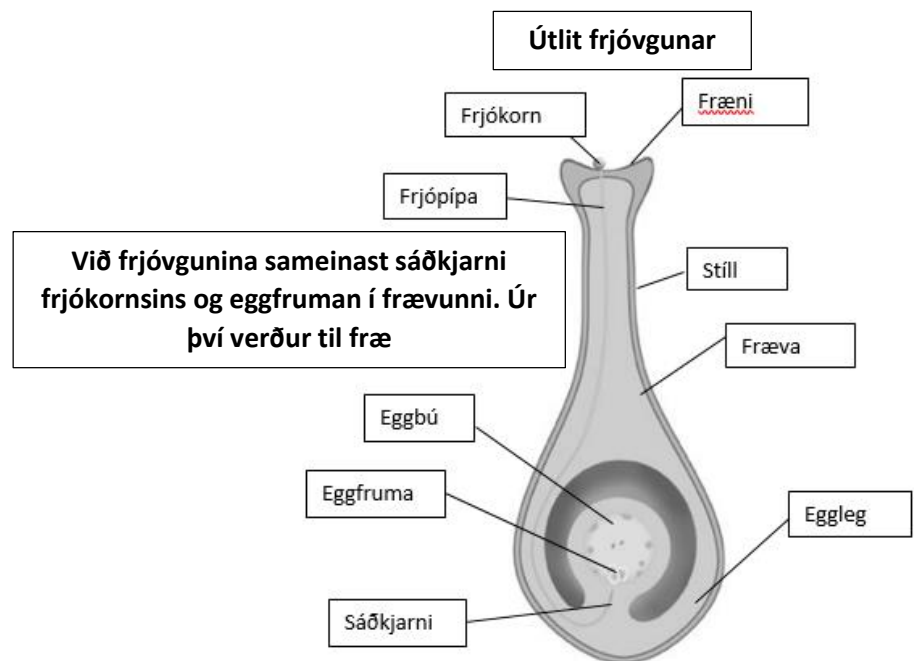 Útlit frjóvgunar
Fræni
Frjókorn
Frjópípa
Við frjóvgunina sameinast sáðkjarni
frjókornsins og eggfruman í frævunni. Úr
því verður til fræ
Stíll
Fræva
Eggbú
Eggfruma
Eggleg
Sáðkjarni